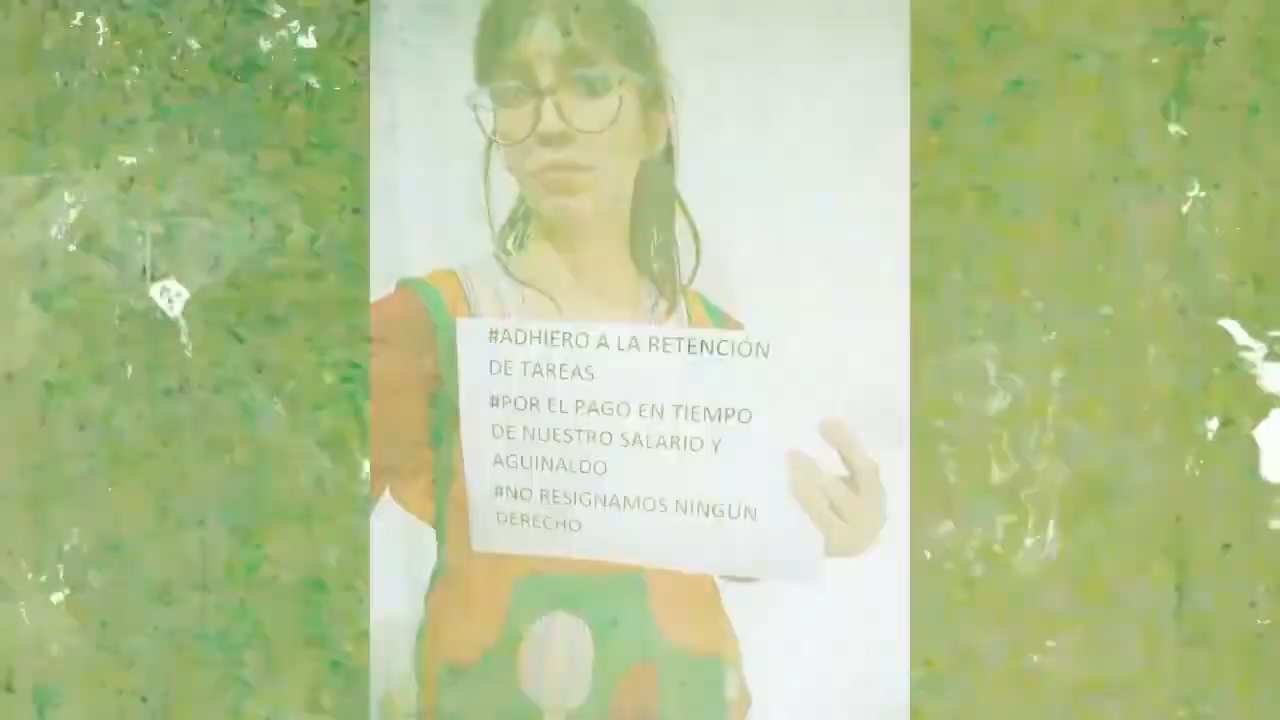 #ADHIERO A LA RETENCIÓN
DE TAREAS
#POR EL PAGO EN TIEMPO
DE NUESTRO SALARIO Y
AGUINALDO
#NO RESIGNAMOS NINGÚN
DERECHO